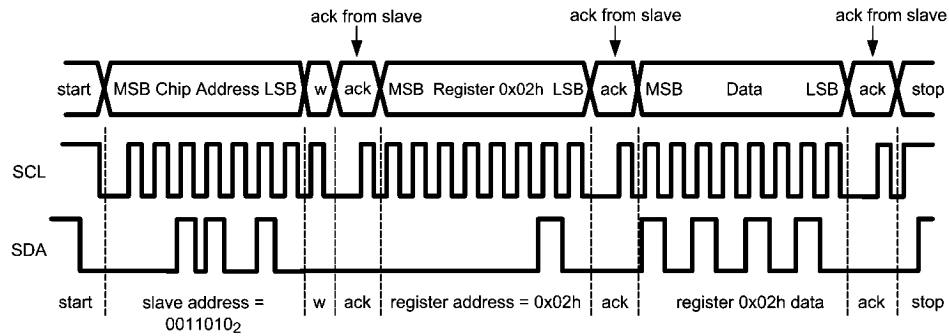 ack from slave ack from slave ack from slave
start MSB Chip Address LSB w ack MSB Register 0x02h LSB ack MSB Data LSB ack stop
SCL
SDA
start slave address = w ack register address = 0x02h ack register 0x02h data ack stop
0011010₂